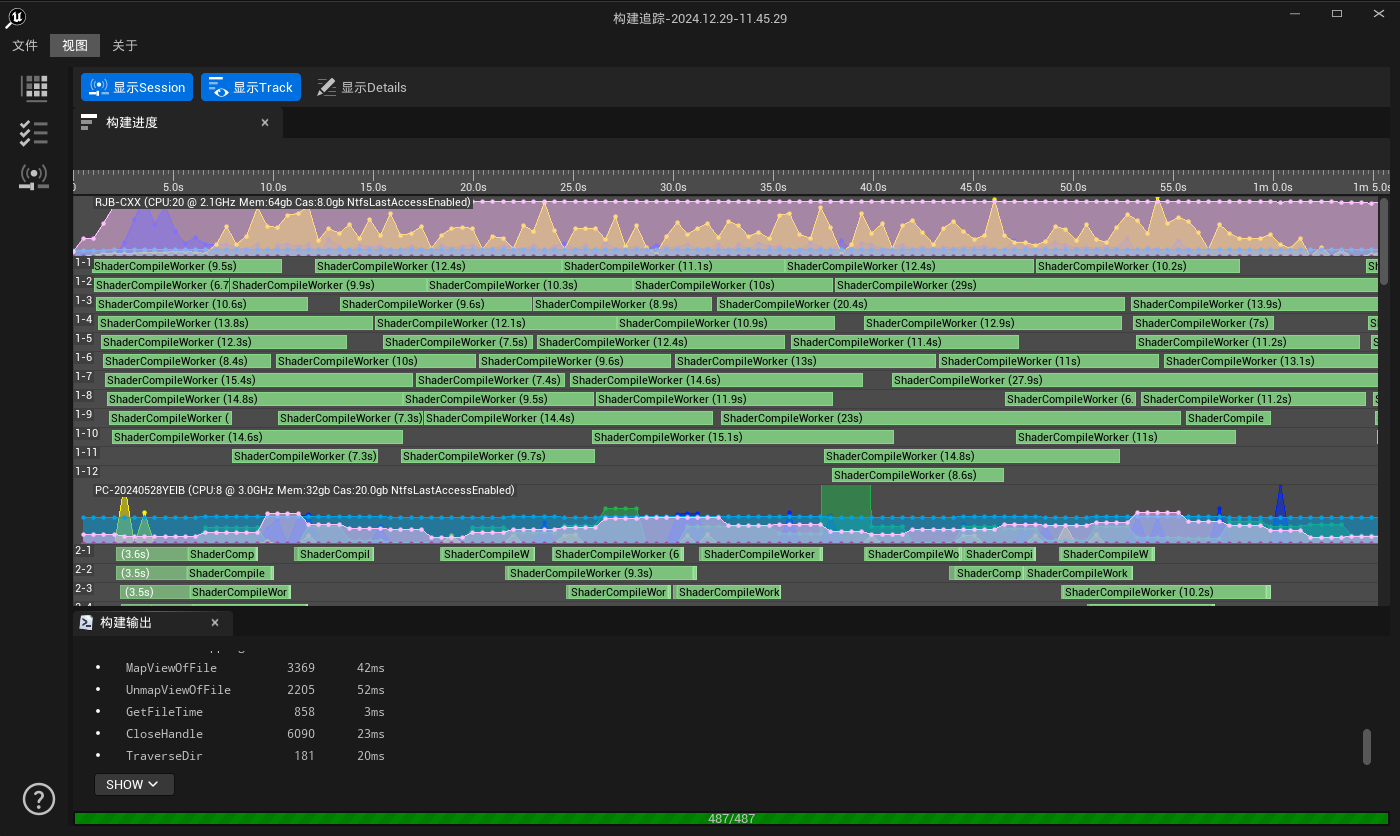 构建追踪-2024.12.29-11.45.29
文件 视图 关于
显示Session 显示Track 显示Details
构建进度
5.0s 10.0s 15.0s 20.0s 25.0s 30.0s 35.0s 40.0s 45.0s 50.0s 55.0s 1m 0.0s 1m 5.0s
RJB-CXX (CPU:20 @ 2.1GHz Mem:64gb Cas:8.0gb NtfsLastAccessEnabled)
1-1 ShaderCompileWorker (9.5s) ShaderCompileWorker (12.4s) ShaderCompileWorker (11.1s) ShaderCompileWorker (12.4s) ShaderCompileWorker (10.2s) S
1-2 ShaderCompileWorker (6.7 ShaderCompileWorker (9.9s) ShaderCompileWorker (10.3s) ShaderCompileWorker (10s) ShaderCompileWorker (29s)
1-3 ShaderCompileWorker (10.6s) ShaderCompileWorker (9.6s) ShaderCompileWorker (8.9s) ShaderCompileWorker (20.4s) ShaderCompileWorker (13.9s)
1-4 ShaderCompileWorker (13.8s) ShaderCompileWorker (12.1s) ShaderCompileWorker (10.9s) ShaderCompileWorker (12.9s) ShaderCompileWorker (7s) S
1-5 ShaderCompileWorker (12.3s) ShaderCompileWorker (7.5s) ShaderCompileWorker (12.4s) ShaderCompileWorker (11.4s) ShaderCompileWorker (11.2s)
1-6 ShaderCompileWorker (8.4s) ShaderCompileWorker (10s) ShaderCompileWorker (9.6s) ShaderCompileWorker (13s) ShaderCompileWorker (11s) ShaderCompileWorker (13.1s)
1-7 ShaderCompileWorker (15.4s) ShaderCompileWorker (7.4s) ShaderCompileWorker (14.6s) ShaderCompileWorker (27.9s)
1-8 ShaderCompileWorker (14.8s) ShaderCompileWorker (9.5s) ShaderCompileWorker (11.9s) ShaderCompileWorker (6. ShaderCompileWorker (11.2s)
1-9 ShaderCompileWorker ( ShaderCompileWorker (7.3s) ShaderCompileWorker (14.4s) ShaderCompileWorker (23s) ShaderCompile
1-10 ShaderCompileWorker (14.6s) ShaderCompileWorker (15.1s) ShaderCompileWorker (11s)
1-11 ShaderCompileWorker (7.3s) ShaderCompileWorker (9.7s) ShaderCompileWorker (14.8s)
1-12 ShaderCompileWorker (8.6s)
PC-20240528YEIB (CPU:8 @ 3.0GHz Mem:32gb Cas:20.0gb NtfsLastAccessEnabled)
2-1 (3.6s) ShaderComp ShaderCompil ShaderCompileW ShaderCompileWorker (6 ShaderCompileWorker ShaderCompileWo ShaderCompi ShaderCompileW
2-2 (3.5s) ShaderCompile ShaderCompileWorker (9.3s) ShaderComp ShaderCompileWork
2-3 (3.5s) ShaderCompileWor ShaderCompileWor ShaderCompileWork ShaderCompileWorker (10.2s)
构建输出
MapViewOfFile 3369 42ms
UnmapViewOfFile 2205 52ms
GetFileTime 858 3ms
CloseHandle 6090 23ms
TraverseDir 181 20ms
SHOW
487/487